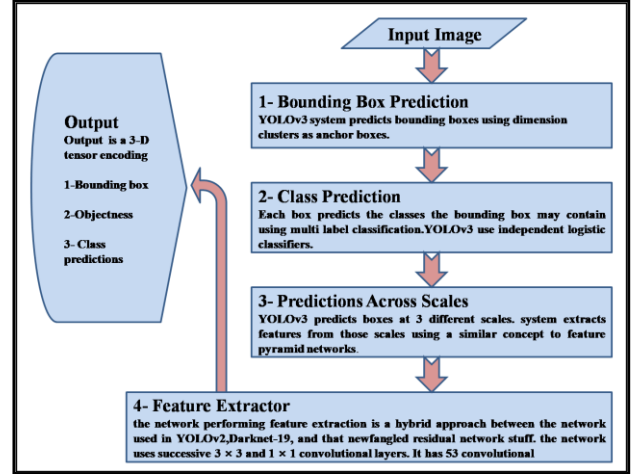 Input Image
1- Bounding Box Prediction
YOLOv3 system predicts bounding boxes using dimension
clusters as anchor boxes.
2- Class Prediction
Each box predicts the classes the bounding box may contain
using multi label classification.YOLOv3 use independent logistic
classifiers.
3- Predictions Across Scales
YOLOv3 predicts boxes at 3 different scales. system extracts
features from those scales using a similar concept to feature
pyramid networks.
4- Feature Extractor
the network performing feature extraction is a hybrid approach between the network
used in YOLOv2,Darknet-19, and that newfangled residual network stuff. the network
uses successive 3 × 3 and 1 × 1 convolutional layers. It has 53 convolutional
Output
Output is a 3-D
tensor encoding
1-Bounding box
2-Objectness
3- Class
predictions